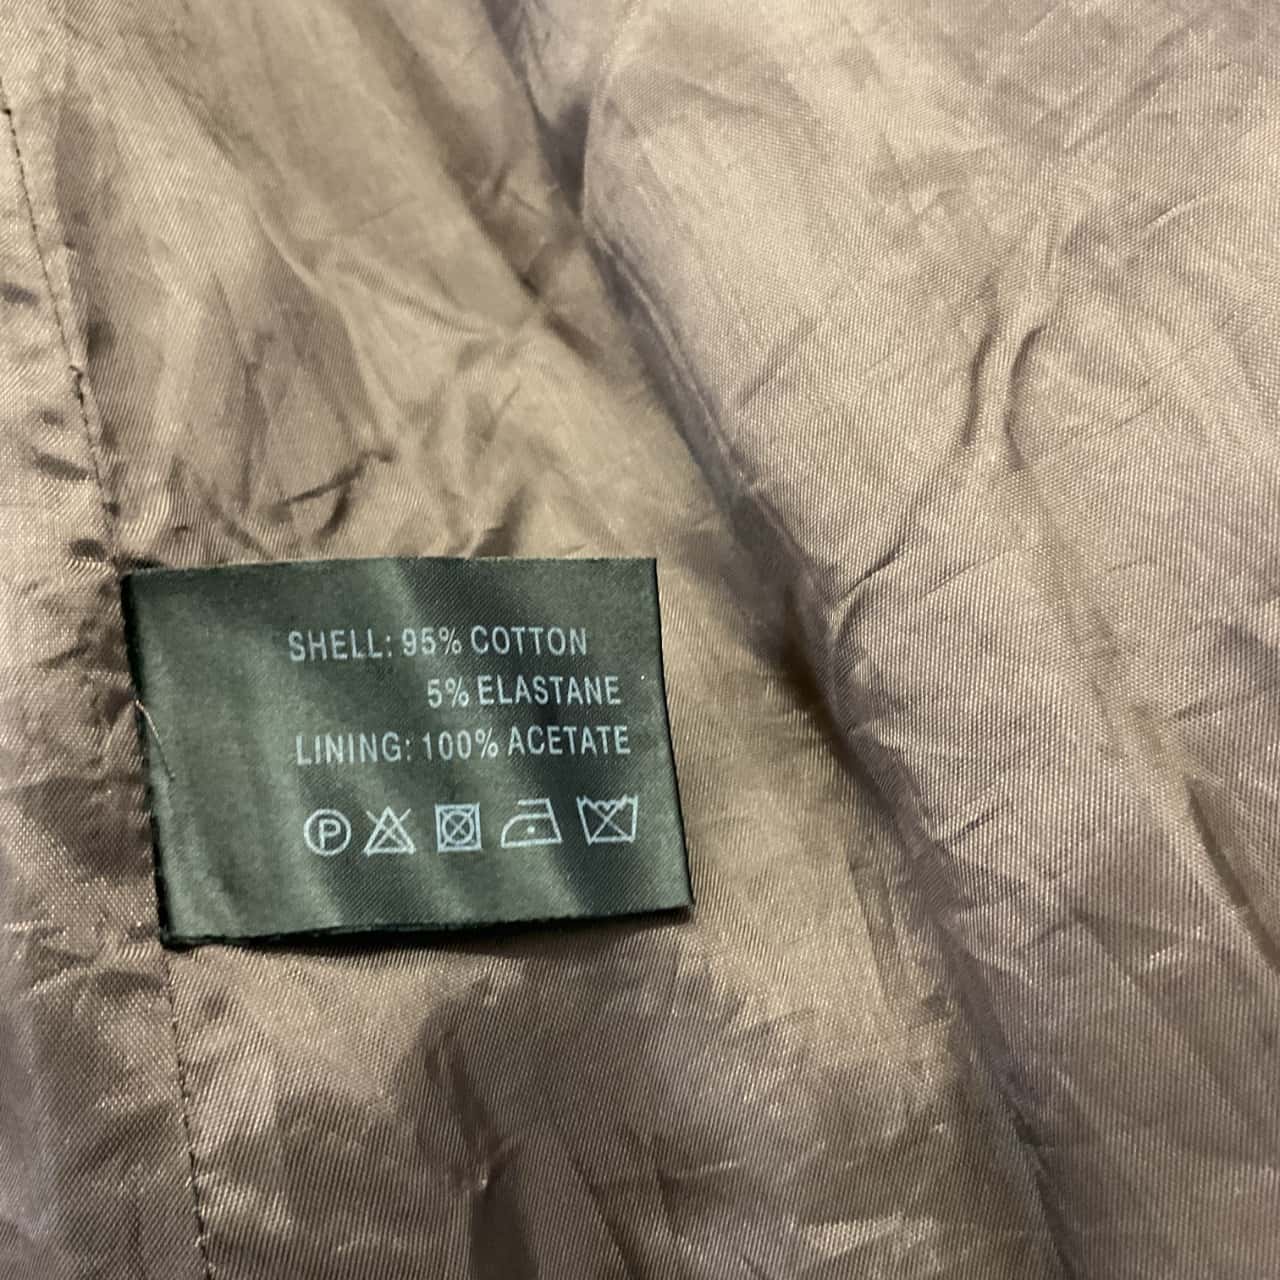 SHELL: 95% COTTON
5% ELASTANE
LINING: 100% ACETATE
P